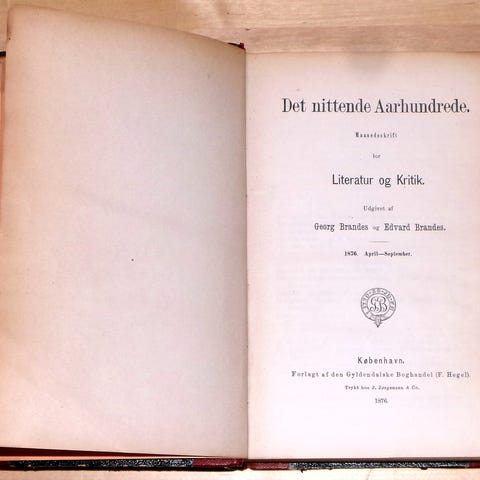 Det nittende Aarhundrede.
Maanedsskrift
for
Literatur og Kritik.
Udgivet af
Georg Brandes og Edvard Brandes.
1876. April—September.
København.
Forlagt af den Gyldendalske Boghandel (F. Hegel).
Trykt hos J. Jørgensen & Co.
1876.